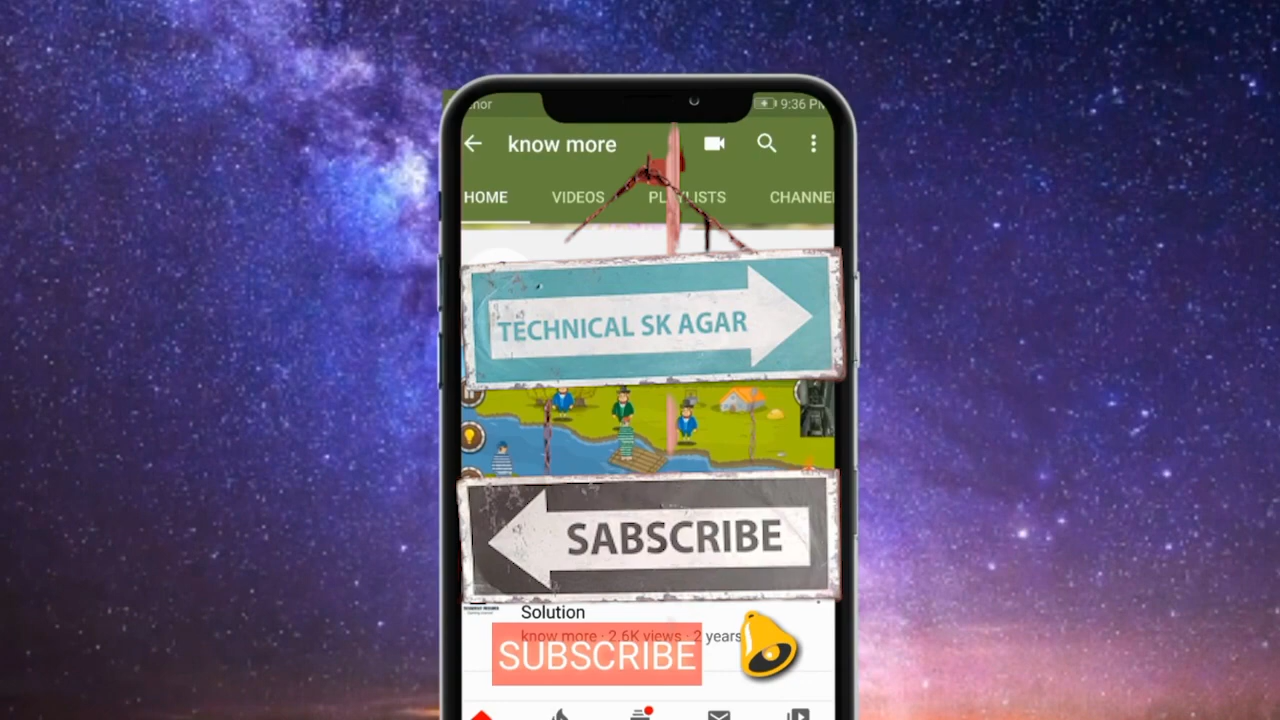 9:36 PM
know more
HOME VIDEOS PLAYLISTS CHANNE
TECHNICAL SK AGAR
SABSCRIBE
Solution
know more · 2.6K views · 2 years
SUBSCRIBE